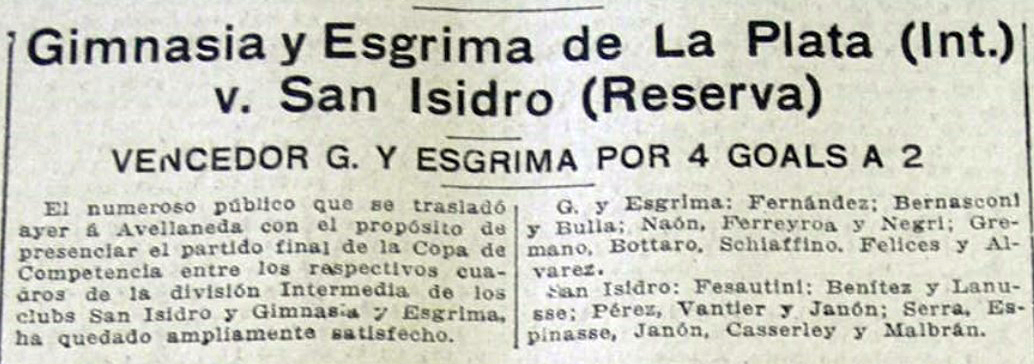 Gimnasia y Esgrima de La Plata (Int.)
v. San Isidro (Reserva)
VENCEDOR G. Y ESGRIMA POR 4 GOALS A 2
El numeroso público que se trasladó
ayer á Avellaneda con el propósito de
presenciar el partido final de la Copa de
Competencia entre los respectivos cua-
dros de la división Intermedia de los
clubs San Isidro y Gimnasia y Esgrima,
ha quedado ampliamente satisfecho.
G. y Esgrima: Fernández; Bernasconi
y Bulla; Naón, Ferreyroa y Negri; Gre-
mano, Bottaro, Schiaffino. Felices y Al-
varez.
San Isidro: Fesautini; Benítez y Lanu-
sse; Pérez, Vantier y Janón; Serra, Es-
pinasse, Janón, Casserley y Malbrán.